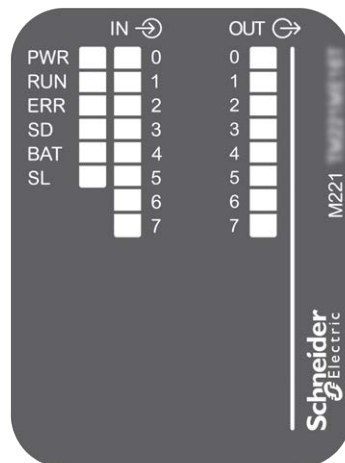 IN OUT
PWR 0 0
RUN 1 1
ERR 2 2
SD 3 3
BAT 4 4
SL 5 5
6 6
7 7
M221
Schneider
Electric